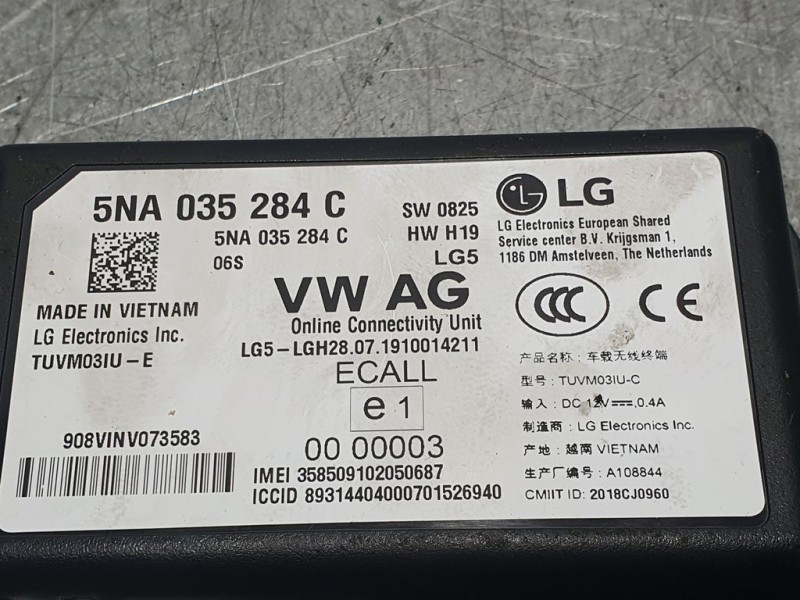 5NA 035 284 C
5NA 035 284 C
06S
SW 0825
HW H19
LG5
LG
LG Electronics European Shared
Service center B.V. Krijgsman 1,
1186 DM Amstelveen, The Netherlands
MADE IN VIETNAM
LG Electronics Inc.
TUVM03IU-E
VW AG
Online Connectivity Unit
LG5-LGH28.07.1910014211
ECALL
e1
00 00003
IMEI 358509102050687
ICCID 89314404000701526940
908VINV073583
CCC
CE
产品名称: 车载无线终端
型号: TUVM03IU-C
输入: DC 12V⎓, 0.4A
制造商: LG Electronics Inc.
产地: 越南 VIETNAM
生产厂编号: A108844
CMIIT ID: 2018CJ0960